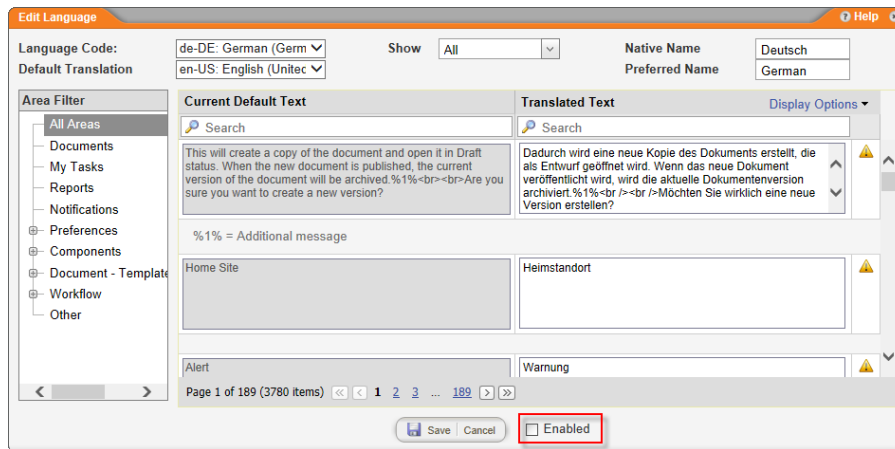 Edit Language
Help
Language Code: de-DE: German (Germ Show All Native Name Deutsch
Default Translation en-US: English (Unitec Preferred Name German
Area Filter
All Areas
Documents
My Tasks
Reports
Notifications
Preferences
Components
Document - Template
Workflow
Other
Current Default Text Translated Text Display Options
Search Search
This will create a copy of the document and open it in Draft
status. When the new document is published, the current
version of the document will be archived.%1%<br><br>Are you
sure you want to create a new version?
Dadurch wird eine neue Kopie des Dokuments erstellt, die
als Entwurf geöffnet wird. Wenn das neue Dokument
veröffentlicht wird, wird die aktuelle Dokumentenversion
archiviert.%1%<br /><br />Möchten Sie wirklich eine neue
Version erstellen?
%1% = Additional message
Home Site Heimstandort
Alert Warnung
Page 1 of 189 (3780 items) 1 2 3 ... 189
Save Cancel Enabled